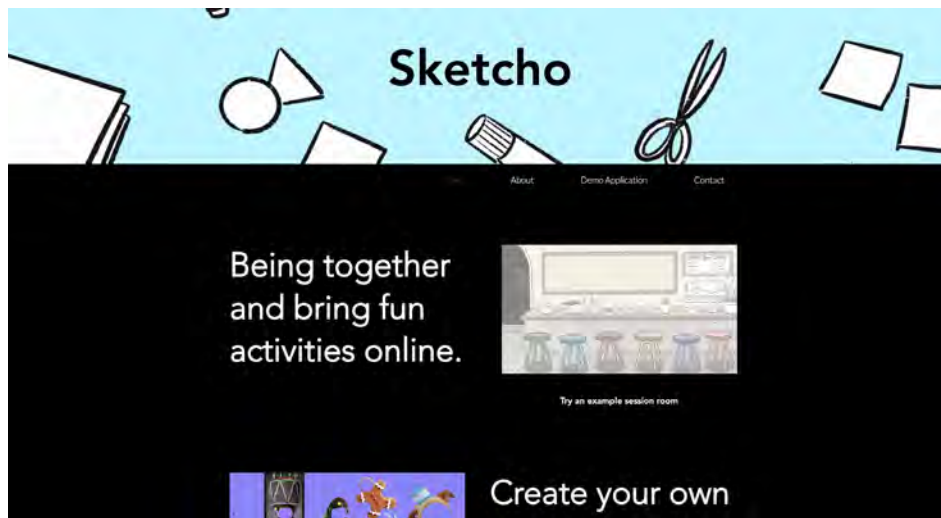 Sketcho
About Demo Application Contact
Being together
and bring fun
activities online.
Try an example session room
Create your own